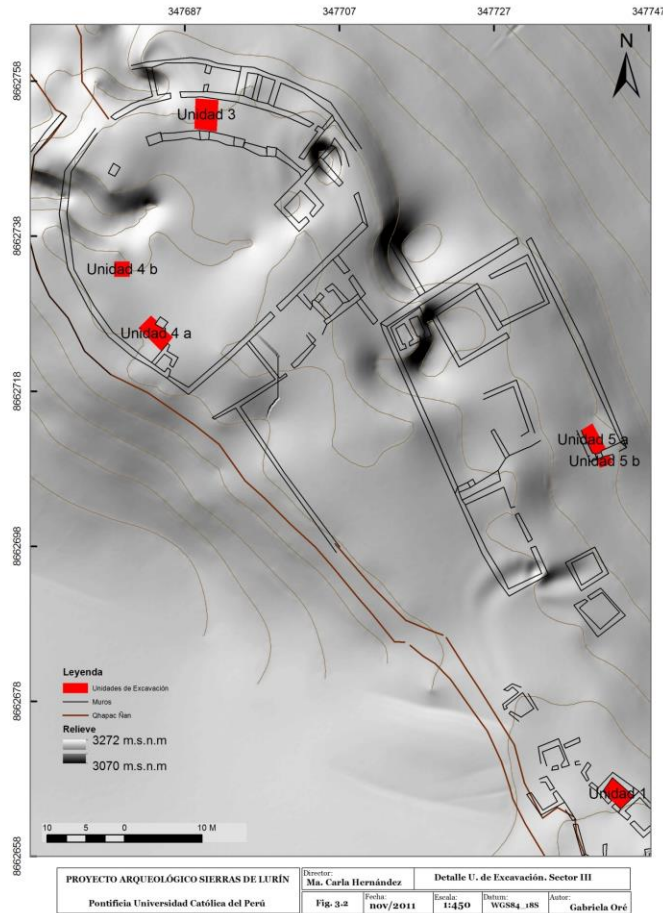 347687 347707 347727 347747
8662758
8662738
8662718
8662698
8662678
8662658
N
Unidad 3
Unidad 4 b
Unidad 4 a
Unidad 5 a
Unidad 5 b
Unidad 1
Leyenda
Unidades de Excavación
Muros
Qhapac Ñan
Relieve
3272 m.s.n.m
3070 m.s.n.m
10 5 0 10 M
PROYECTO ARQUEOLÓGICO SIERRAS DE LURÍN
Pontificia Universidad Católica del Perú
Director:
Ma. Carla Hernández
Detalle U. de Excavación. Sector III
Fig. 3.2
Fecha:
nov/2011
Escala:
1:450
Datum:
WGS84_18S
Autor:
Gabriela Oré